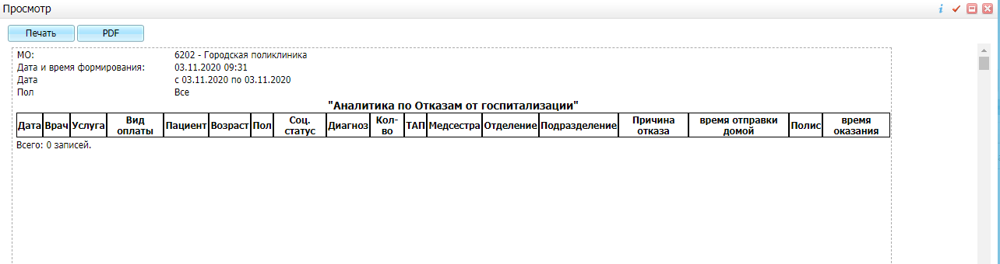 Просмотр
Печать PDF
МО: 6202 - Городская поликлиника
Дата и время формирования: 03.11.2020 09:31
Дата с 03.11.2020 по 03.11.2020
Пол Все
"Аналитика по Отказам от госпитализации"
Дата Врач Услуга Вид оплаты Пациент Возраст Пол Соц. статус Диагноз Кол-во ТАП Медсестра Отделение Подразделение Причина отказа время отправки домой Полис время оказания
Всего: 0 записей.